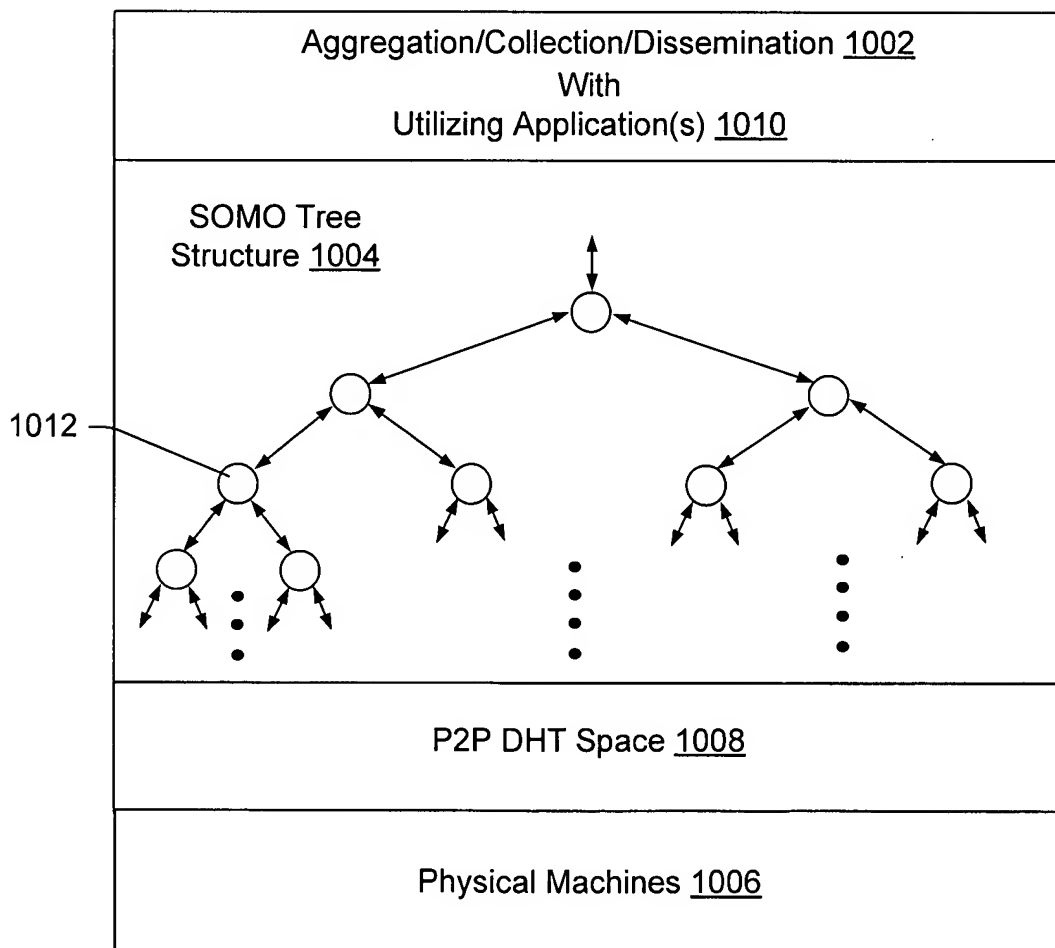 Aggregation/Collection/Dissemination 1002
With
Utilizing Application(s) 1010
SOMO Tree
Structure 1004
1012
P2P DHT Space 1008
Physical Machines 1006